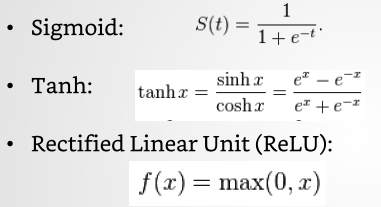 • Sigmoid: S(t) = 1 / (1 + e^{-t}).
• Tanh: tanh x = sinh x / cosh x = (e^x − e^{-x}) / (e^x + e^{-x})
• Rectified Linear Unit (ReLU):
f(x) = max(0, x)